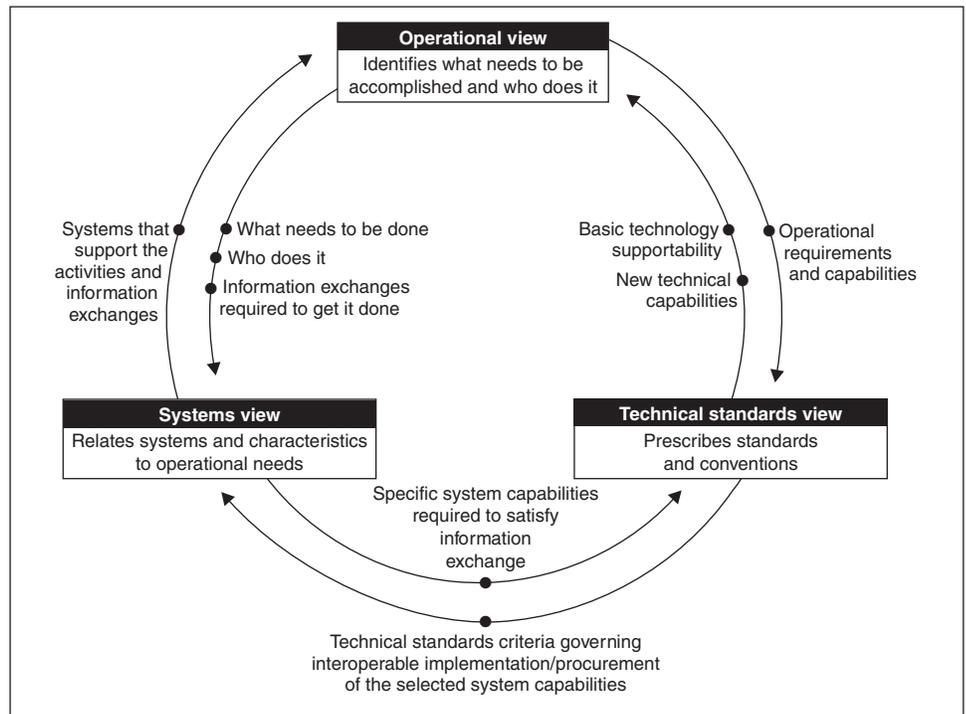 Operational view
Identifies what needs to be
accomplished and who does it
Systems that
support the
activities and
information
exchanges
What needs to be done
Who does it
Information exchanges
required to get it done
Basic technology
supportability
New technical
capabilities
Operational
requirements
and capabilities
Systems view
Relates systems and characteristics
to operational needs
Technical standards view
Prescribes standards
and conventions
Specific system capabilities
required to satisfy
information
exchange
Technical standards criteria governing
interoperable implementation/procurement
of the selected system capabilities